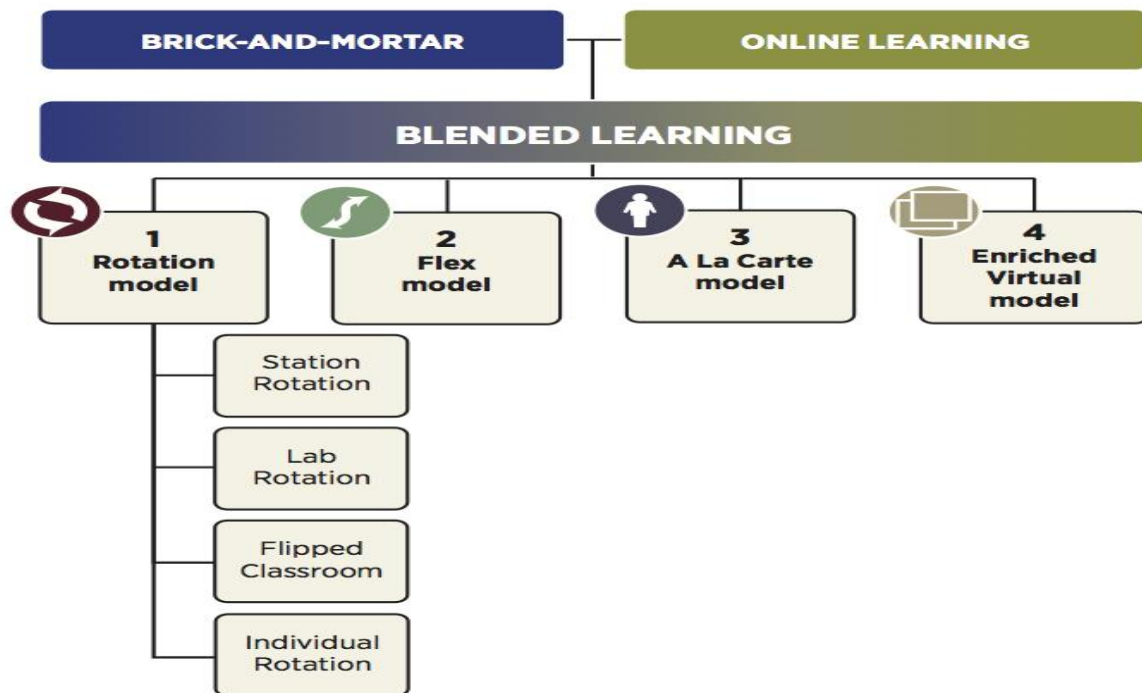 BRICK-AND-MORTAR
ONLINE LEARNING
BLENDED LEARNING
1
Rotation
model
2
Flex
model
3
A La Carte
model
4
Enriched
Virtual
model
Station
Rotation
Lab
Rotation
Flipped
Classroom
Individual
Rotation